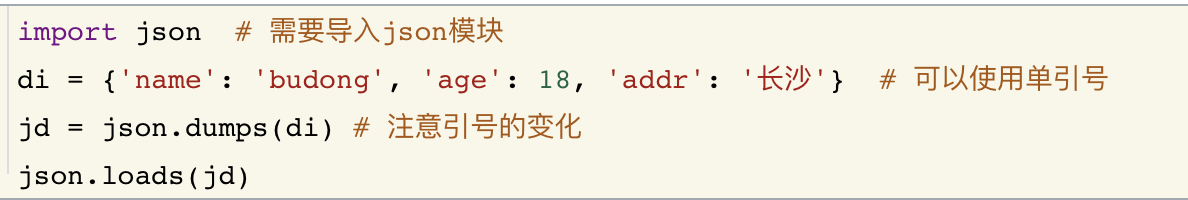 import json  # 需要导入json模块
di = {'name': 'budong', 'age': 18, 'addr': '长沙'}  # 可以使用单引号
jd = json.dumps(di) # 注意引号的变化
json.loads(jd)